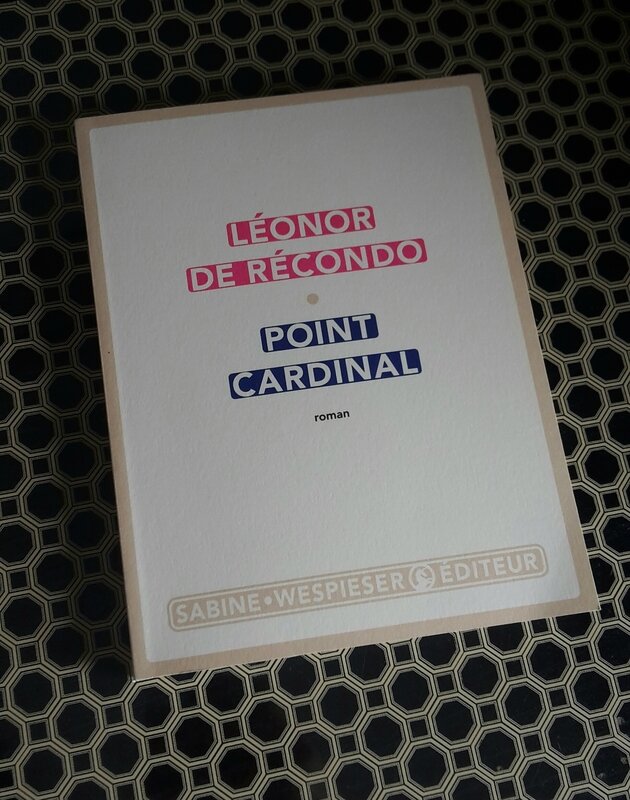 LÉONOR
DE RÉCONDO
POINT
CARDINAL
roman
SABINE•WESPIESER ÉDITEUR